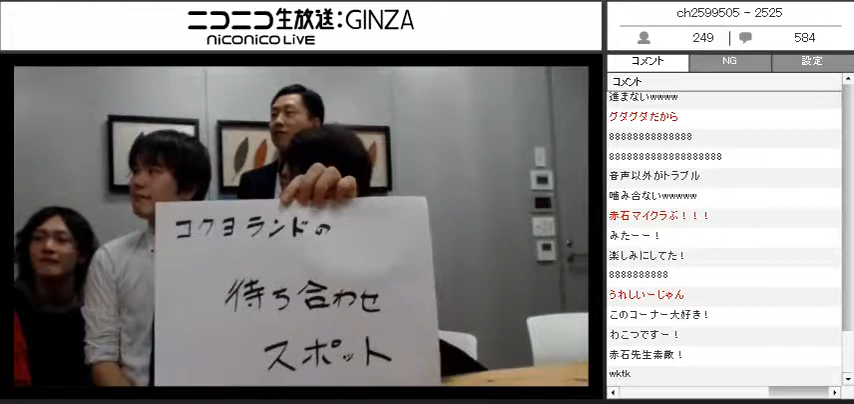 ニコニコ生放送:GINZA
niconico LIVE
コクヨランドの
待ち合わせ
スポット
ch2599505 - 2525
249 | 584
コメント NG 設定
コメント
進まないwwww
グダグダだから
88888888888888
8888888888888888888
音声以外がトラブル
噛み合ないwwwww
赤石マイクラぶ！！！
みたーー！
楽しみにしてた！
8888888888
うれしいーじゃん
このコーナー大好き！
わこつですー！
赤石先生素敵！
wktk